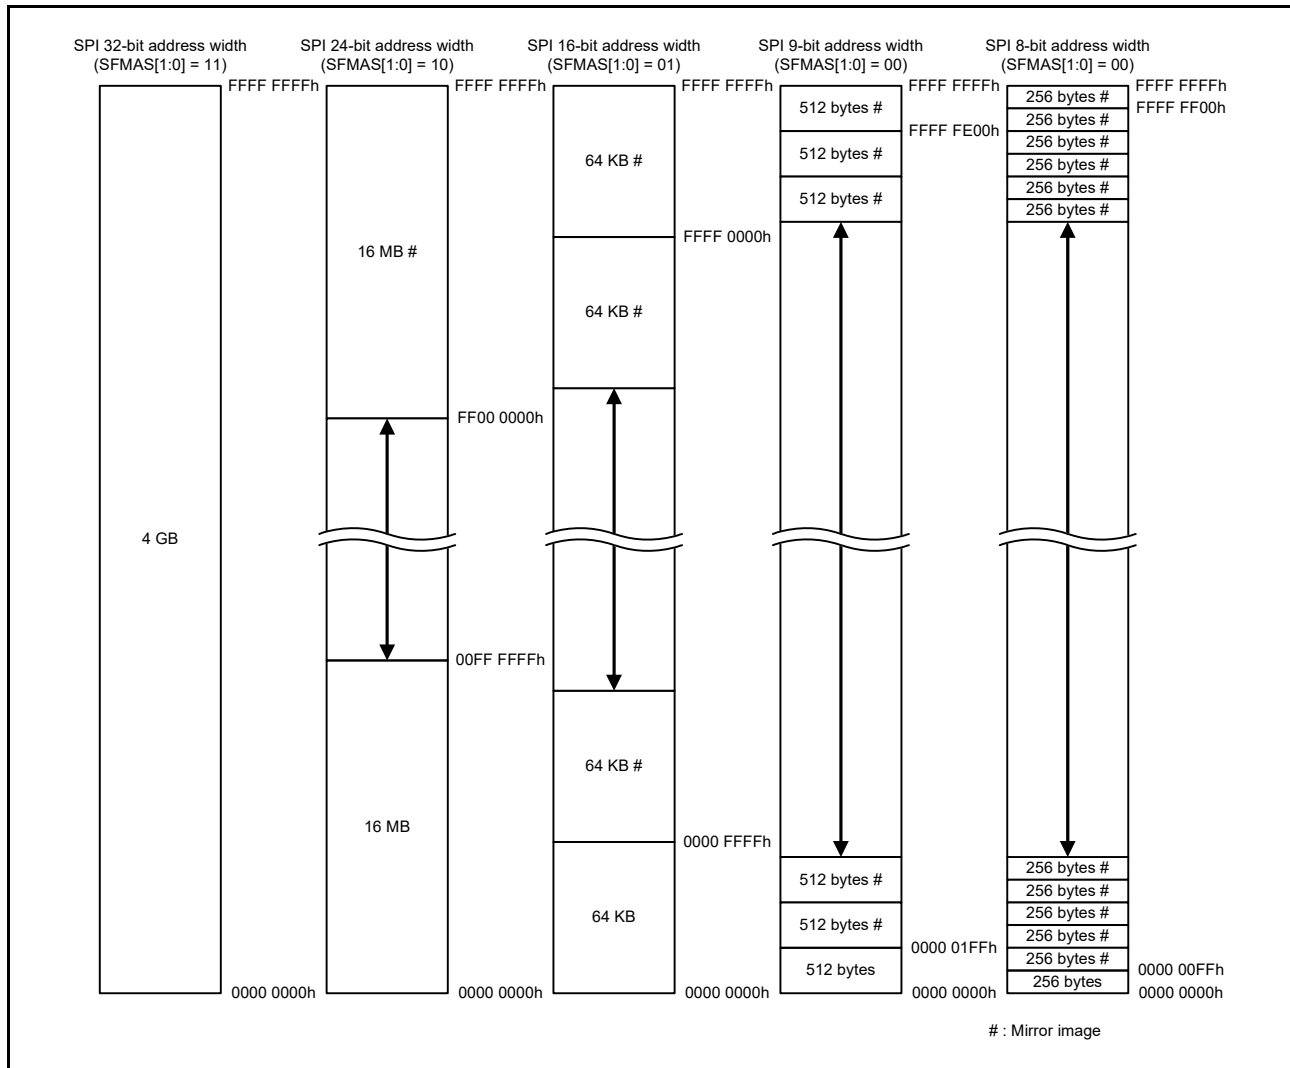 SPI 32-bit address width
(SFMAS[1:0] = 11)
FFFF FFFFh
4 GB
0000 0000h
SPI 24-bit address width
(SFMAS[1:0] = 10)
FFFF FFFFh
16 MB #
FF00 0000h
00FF FFFFh
16 MB
0000 0000h
SPI 16-bit address width
(SFMAS[1:0] = 01)
FFFF FFFFh
64 KB #
FFFF 0000h
64 KB #
64 KB #
0000 FFFFh
64 KB
0000 0000h
SPI 9-bit address width
(SFMAS[1:0] = 00)
FFFF FFFFh
512 bytes #
FFFF FE00h
512 bytes #
512 bytes #
512 bytes #
512 bytes #
0000 01FFh
512 bytes
0000 0000h
SPI 8-bit address width
(SFMAS[1:0] = 00)
FFFF FFFFh
256 bytes #
FFFF FF00h
256 bytes #
256 bytes #
256 bytes #
256 bytes #
256 bytes #
256 bytes #
256 bytes #
256 bytes #
256 bytes #
256 bytes #
0000 00FFh
256 bytes
0000 0000h
# : Mirror image